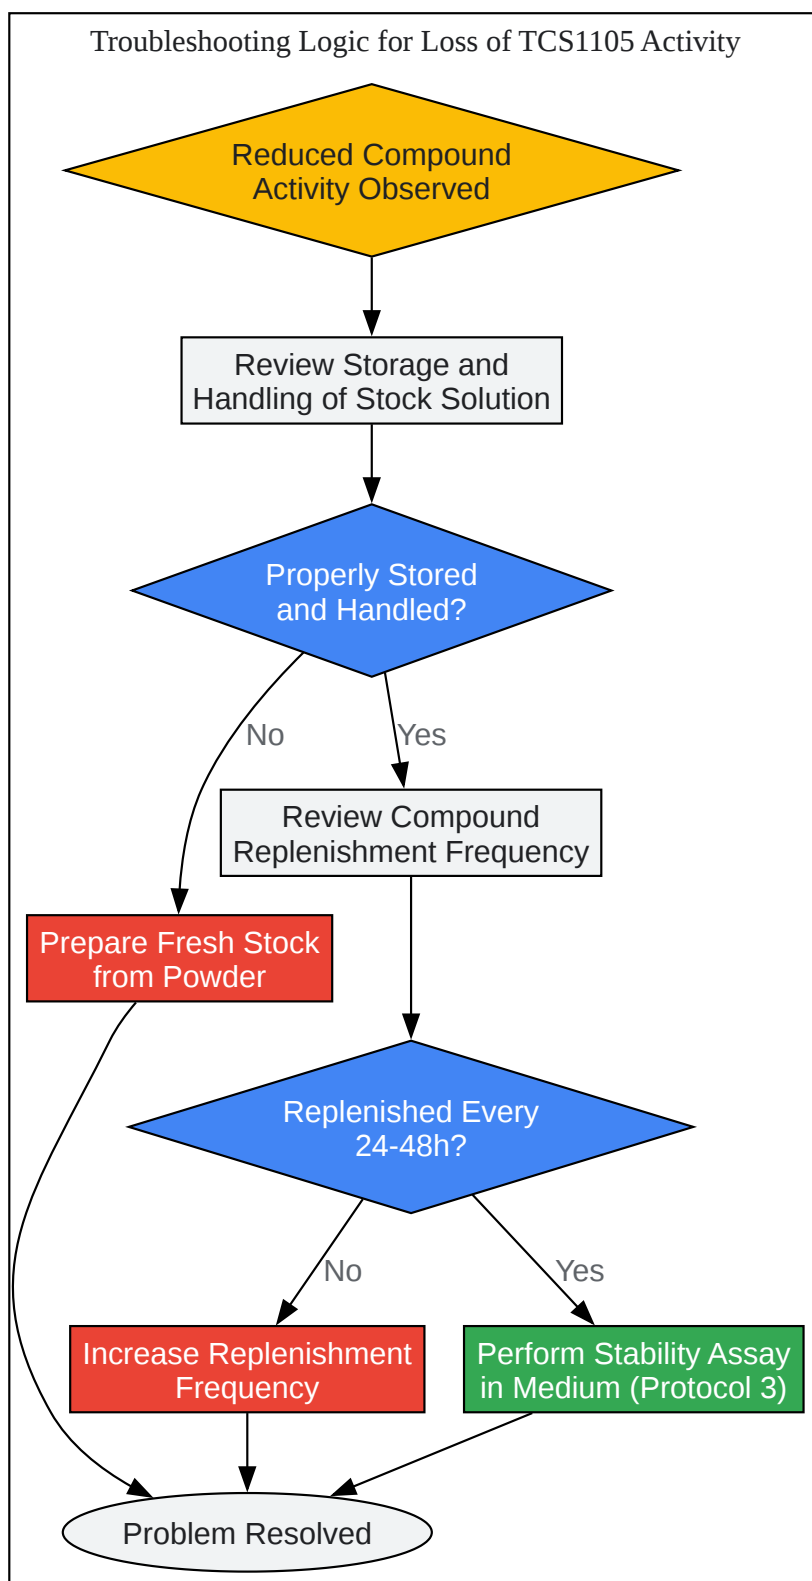 Troubleshooting Logic for Loss of TCS1105 Activity
Reduced Compound
Activity Observed
Review Storage and
Handling of Stock Solution
Properly Stored
and Handled?
No
Yes
Review Compound
Replenishment Frequency
Prepare Fresh Stock
from Powder
Replenished Every
24-48h?
No
Yes
Increase Replenishment
Frequency
Perform Stability Assay
in Medium (Protocol 3)
Problem Resolved